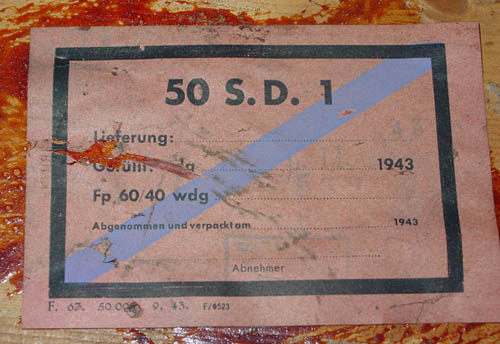 50 S.D. 1
Lieferung:
1943
Fp. 60/40 wdg
Abgenommen und verpackt am 1943
Abnehmer
F. 67. 50.000 9. 43. F/0523